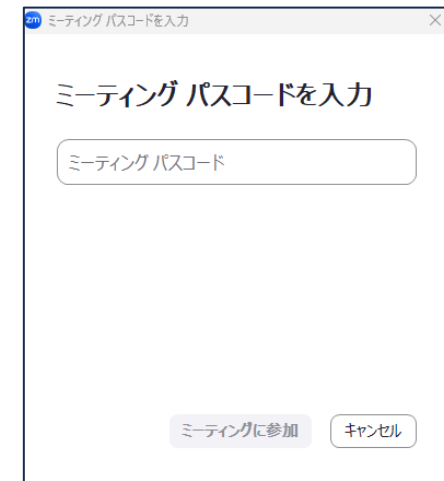 zm ミーティング パスコードを入力
ミーティング パスコードを入力
ミーティング パスコード
ミーティングに参加 キャンセル